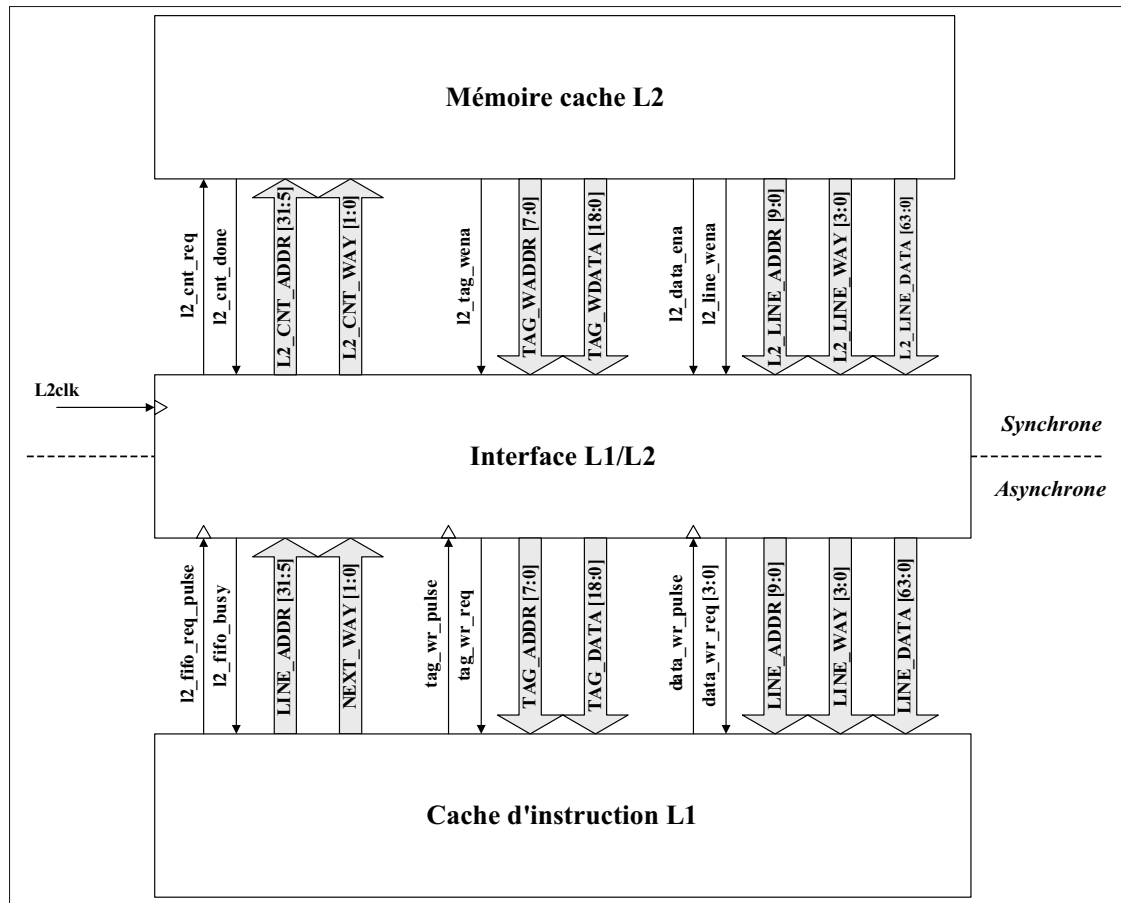 Mémoire cache L2
l2_cnt_req
l2_cnt_done
L2_CNT_ADDR [31:5]
L2_CNT_WAY [1:0]
l2_tag_wena
TAG_WADDR [7:0]
TAG_WDATA [18:0]
l2_data_ena
l2_line_wena
L2_LINE_ADDR [9:0]
L2_LINE_WAY [3:0]
L2_LINE_DATA [63:0]
L2clk
Interface L1/L2
Synchrone
Asynchrone
l2_fifo_req_pulse
l2_fifo_busy
LINE_ADDR [31:5]
NEXT_WAY [1:0]
tag_wr_pulse
tag_wr_req
TAG_ADDR [7:0]
TAG_DATA [18:0]
data_wr_pulse
data_wr_req [3:0]
LINE_ADDR [9:0]
LINE_WAY [3:0]
LINE_DATA [63:0]
Cache d'instruction L1